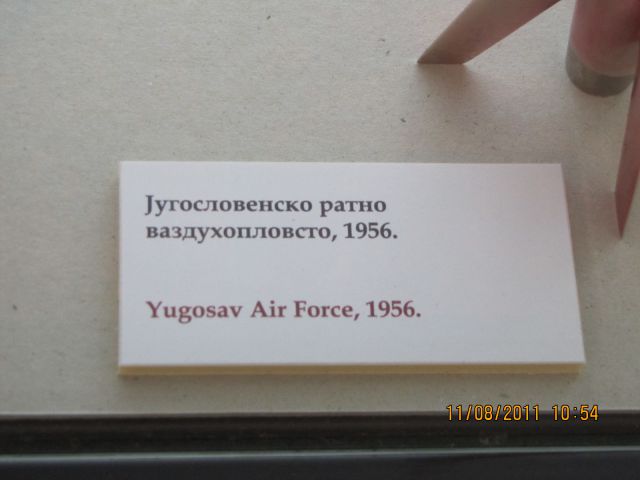 Југословенско ратно
ваздухопловсто, 1956.
Yugosav Air Force, 1956.
11/08/2011 10:54